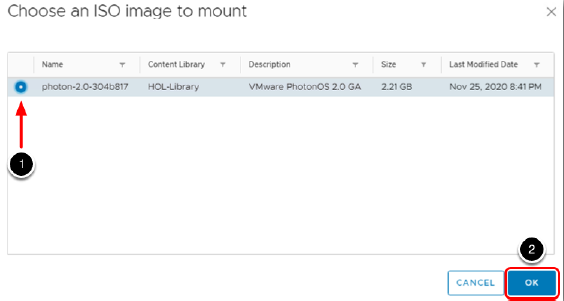 Choose an ISO image to mount
Name Content Library Description Size Last Modified Date
photon-2.0-304b817 HOL-Library VMware PhotonOS 2.0 GA 2.21 GB Nov 25, 2020 8:41 PM
1
2
CANCEL OK